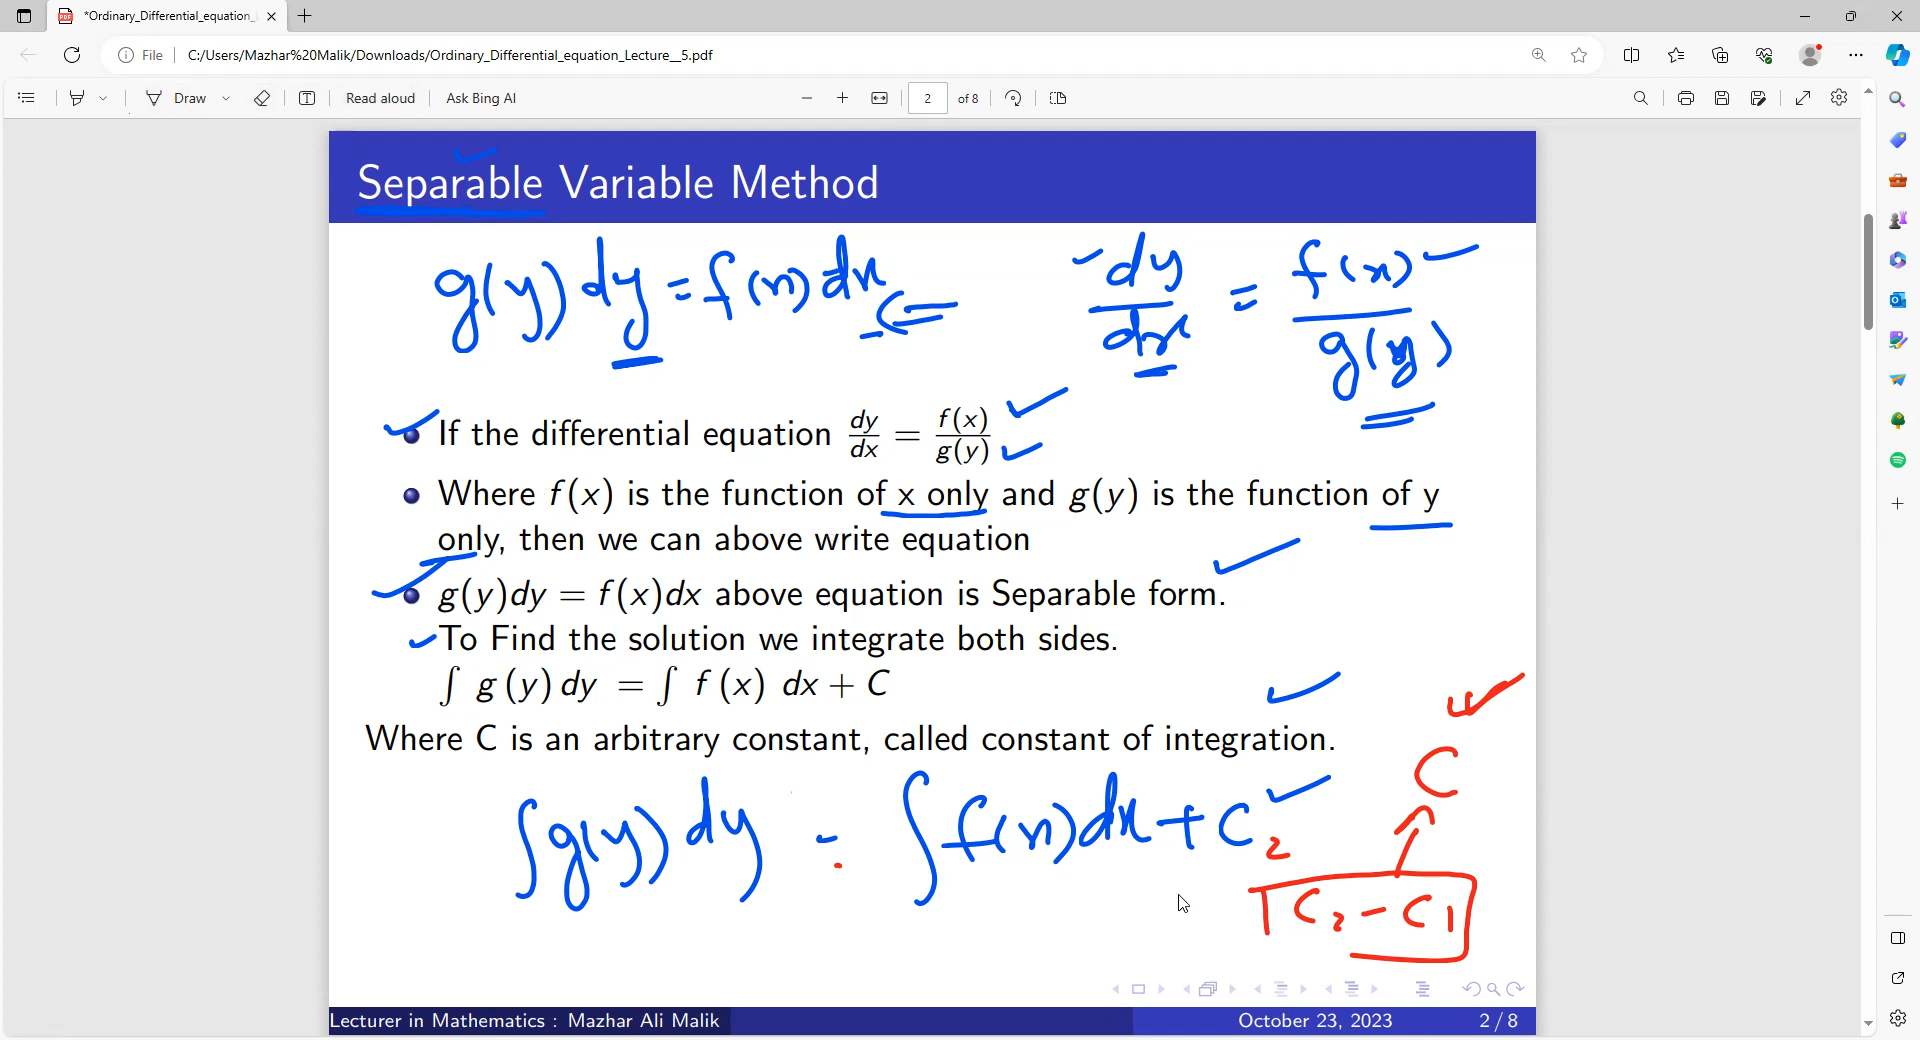 *Ordinary_Differential_equation_
File
C:/Users/Mazhar%20Malik/Downloads/Ordinary_Differential_equation_Lecture__5.pdf
Draw
Read aloud
Ask Bing AI
2 of 8
Separable Variable Method
g(y) dy = f(x) dx
dy/dx = f(x)/g(y)
If the differential equation dy/dx = f(x)/g(y)
Where f(x) is the function of x only and g(y) is the function of y
only, then we can above write equation
g(y)dy = f(x)dx above equation is Separable form.
To Find the solution we integrate both sides.
∫ g (y) dy = ∫ f (x) dx + C
Where C is an arbitrary constant, called constant of integration.
C
∫g(y) dy = ∫f(x) dx + C2
C2 - C1
Lecturer in Mathematics : Mazhar Ali Malik
October 23, 2023
2 / 8